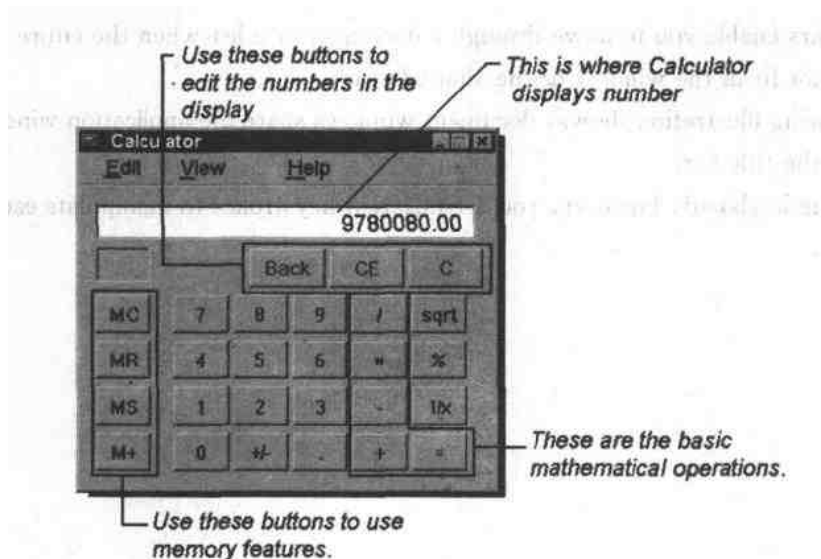 Use these buttons to
edit the numbers in the
display
This is where Calculator
displays number
Calculator
Edit View Help
9780080.00
Back CE C
MC 7 8 9 / sqrt
MR 4 5 6 * %
MS 1 2 3 - 1/x
M+ 0 +/- . + =
These are the basic
mathematical operations.
Use these buttons to use
memory features.